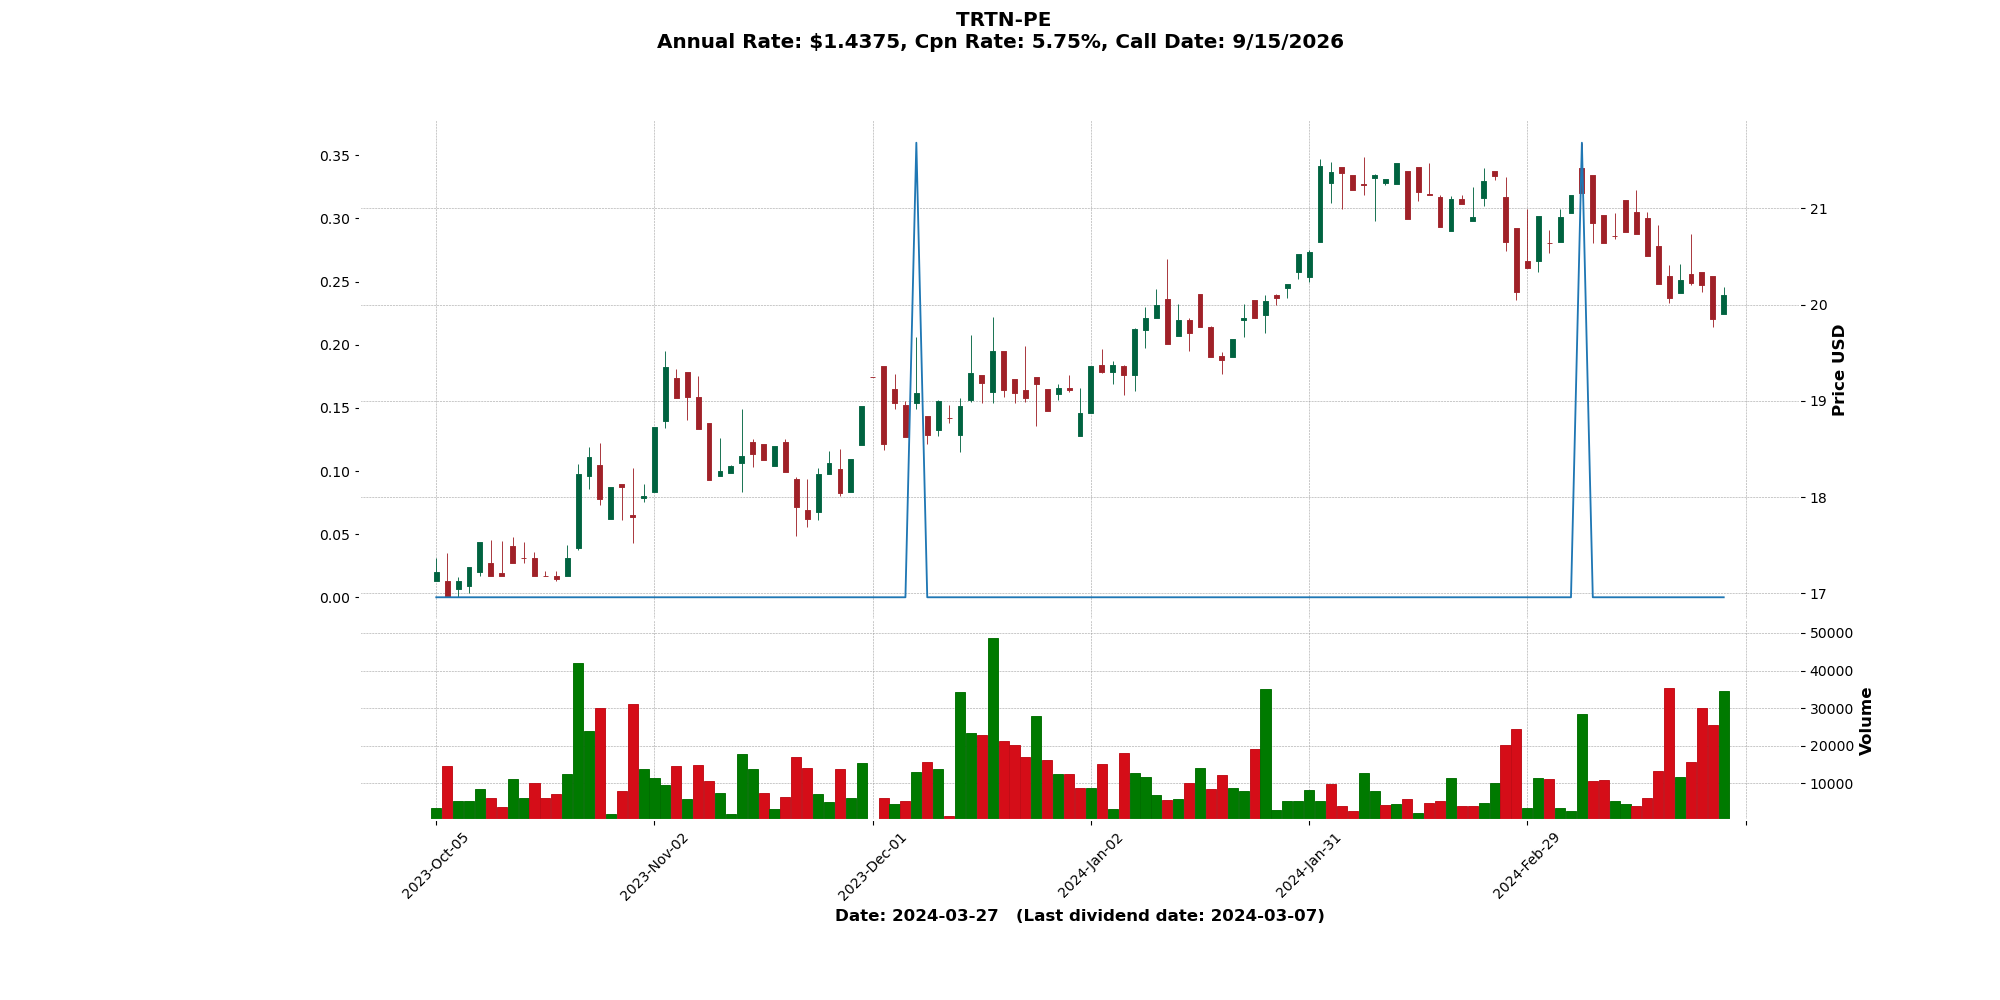 TRTN-PE
Annual Rate: $1.4375, Cpn Rate: 5.75%, Call Date: 9/15/2026
0.35
0.30
0.25
0.20
0.15
0.10
0.05
0.00
21
20
19
18
17
Price USD
50000
40000
30000
20000
10000
Volume
2023-Oct-05
2023-Nov-02
2023-Dec-01
2024-Jan-02
2024-Jan-31
2024-Feb-29
Date: 2024-03-27 (Last dividend date: 2024-03-07)